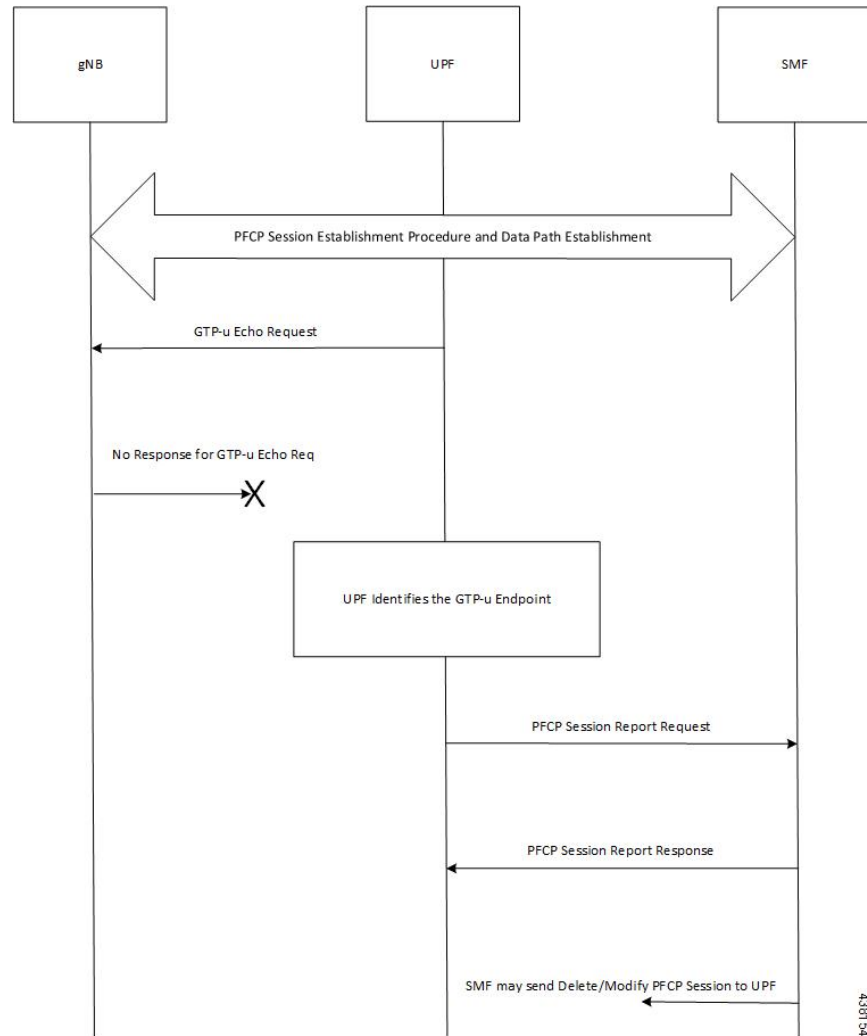 gNB
UPF
SMF
PFCP Session Establishment Procedure and Data Path Establishment
GTP-u Echo Request
No Response for GTP-u Echo Req
X
UPF Identifies the GTP-u Endpoint
PFCP Session Report Request
PFCP Session Report Response
SMF may send Delete/Modify PFCP Session to UPF